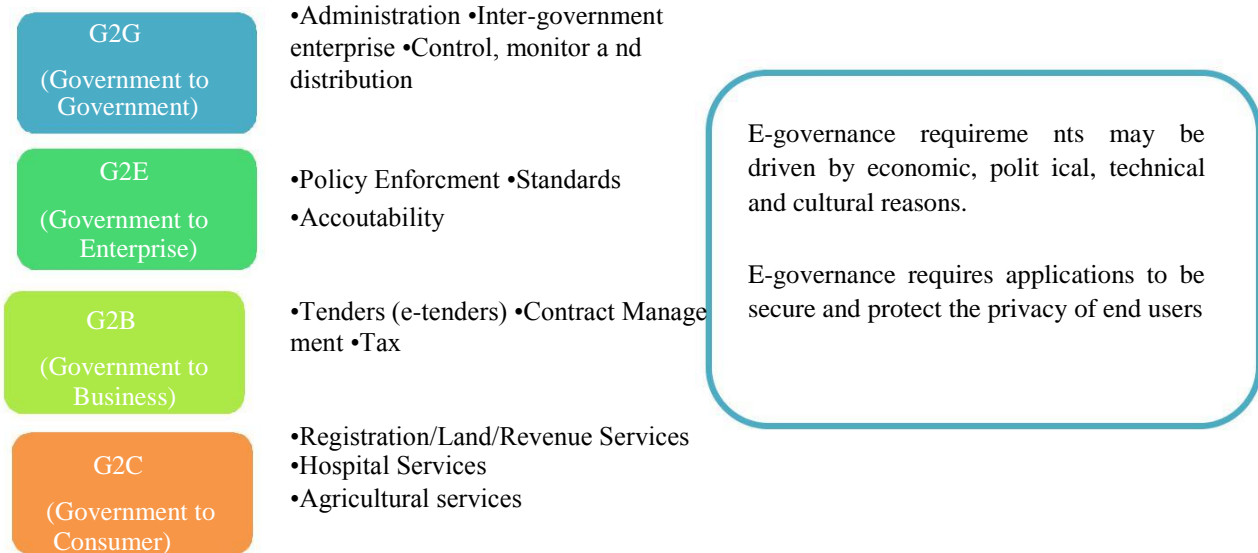 G2G
(Government to
Government)
•Administration •Inter-government
enterprise •Control, monitor a nd
distribution
G2E
(Government to
Enterprise)
•Policy Enforcment •Standards
•Accoutability
G2B
(Government to
Business)
•Tenders (e-tenders) •Contract Manage
ment •Tax
G2C
(Government to
Consumer)
•Registration/Land/Revenue Services
•Hospital Services
•Agricultural services
E-governance requireme nts may be
driven by economic, polit ical, technical
and cultural reasons.
E-governance requires applications to be
secure and protect the privacy of end users